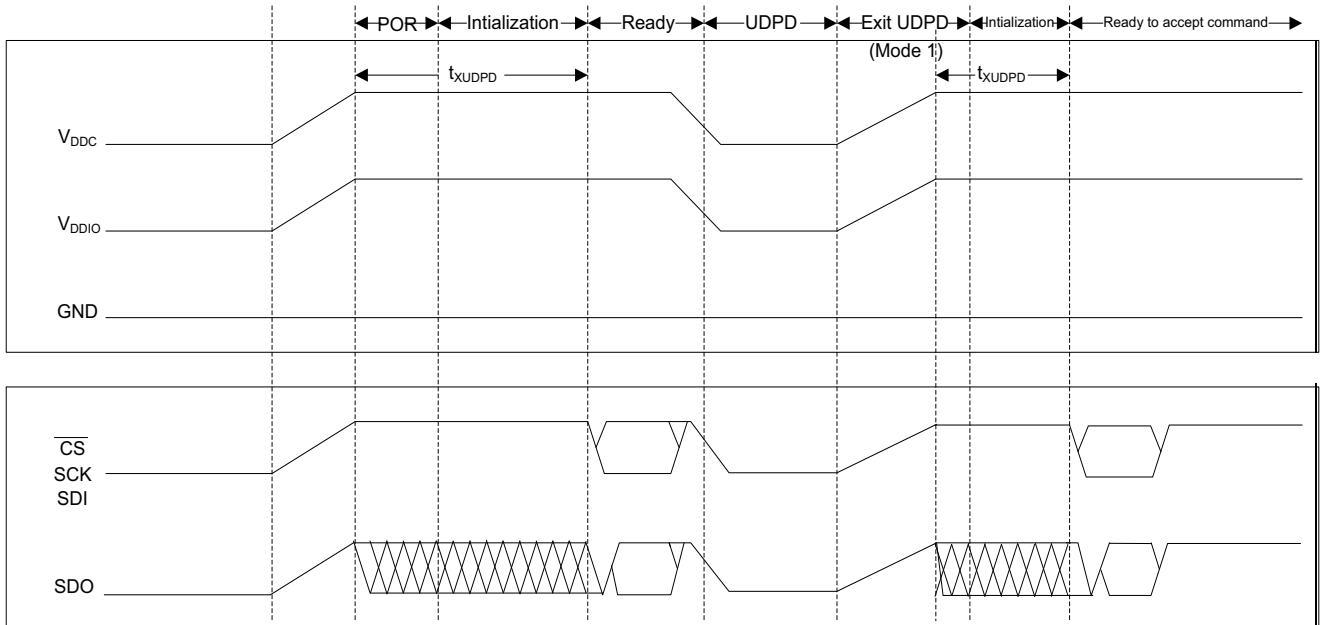 POR Intialization Ready UDPD Exit UDPD Intialization Ready to accept command
(Mode 1)
tXUDPD tXUDPD
VDDC
VDDIO
GND
CS
SCK
SDI
SDO